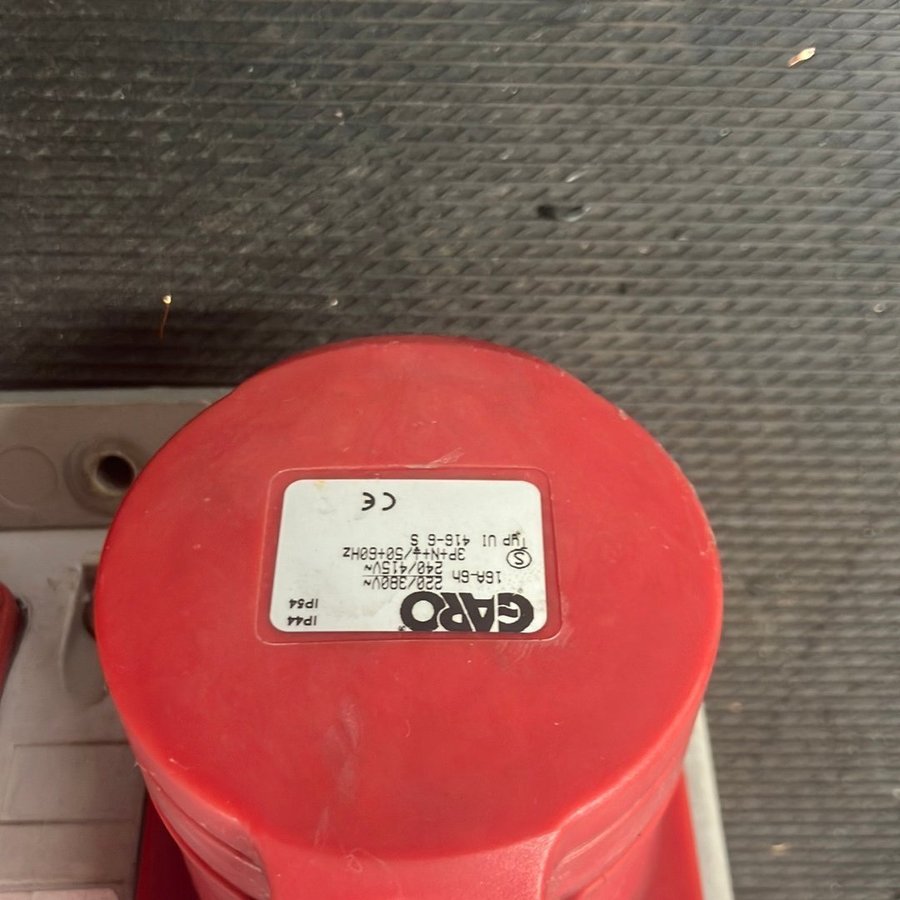 GARO IP44
IP54
16A-6h 220/380V~
240/415V~
Ⓢ 3P+N+⏚/50+60Hz
Typ UI 416-6 S
CE